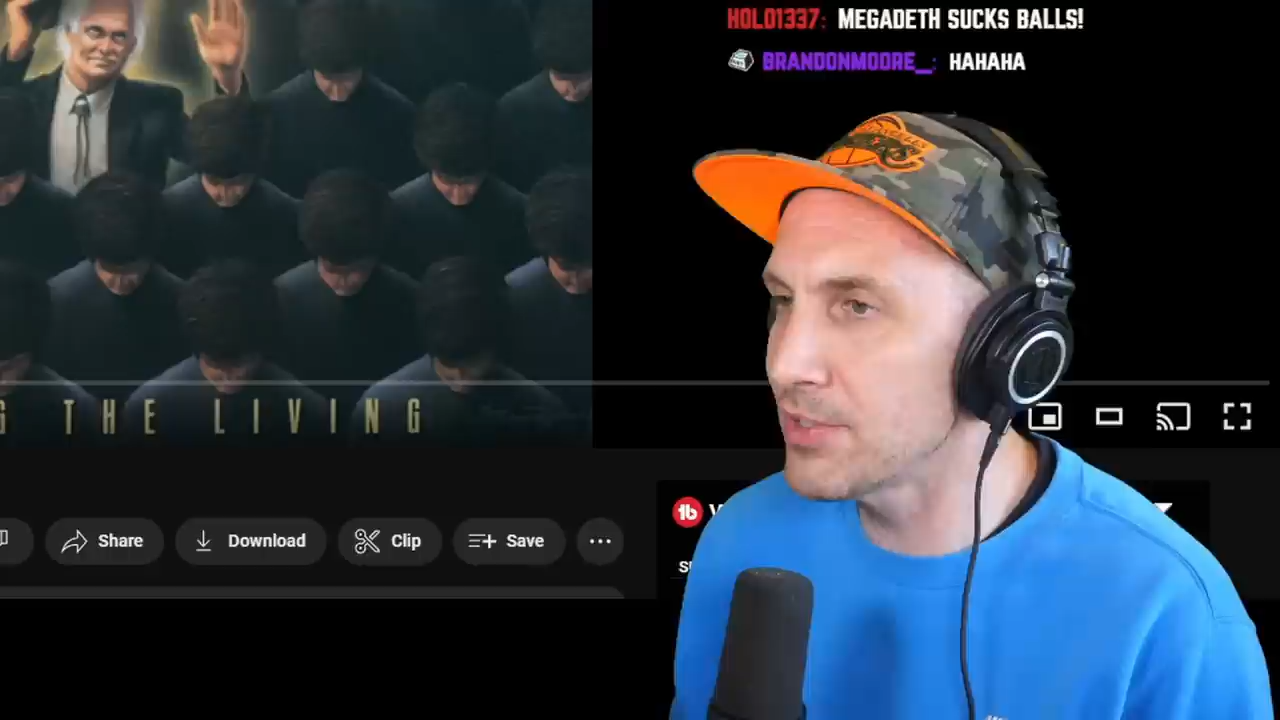 HOLO1337: MEGADETH SUCKS BALLS!
BRANDONMOORE_: HAHAHA
THE LIVING
Share
Download
Clip
Save